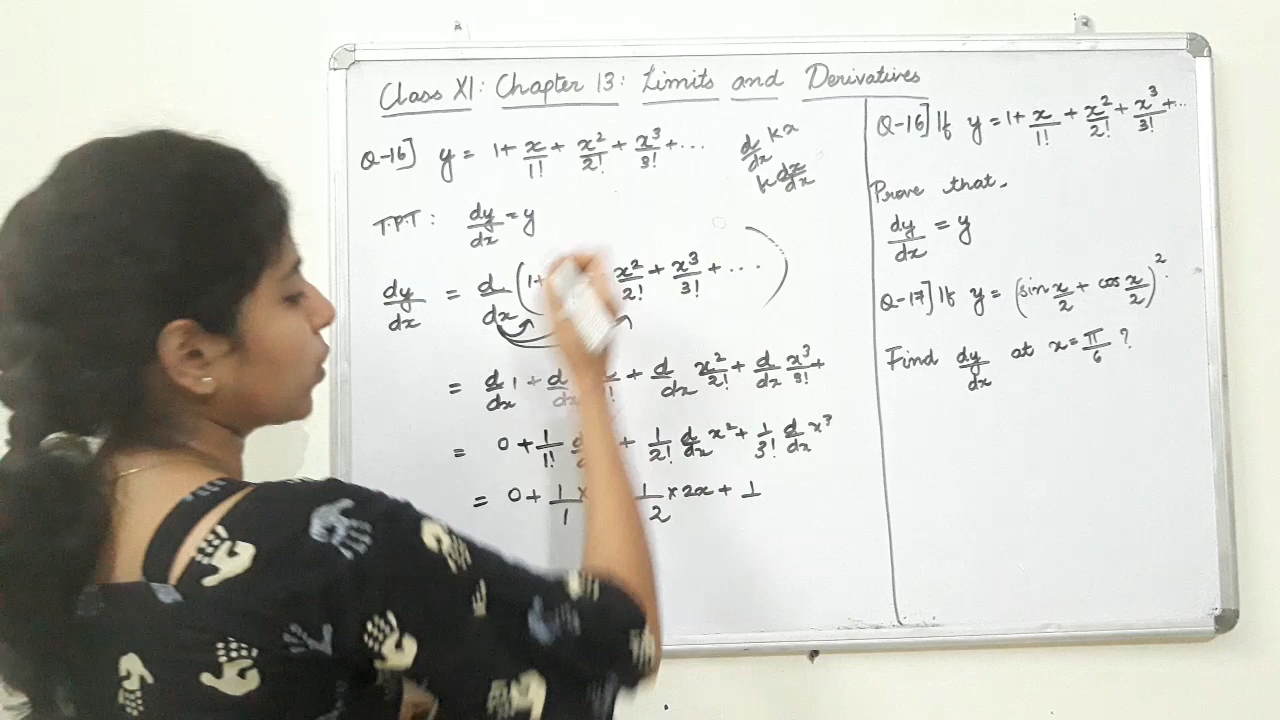 Class XI: Chapter 13: Limits and Derivatives
Q-16] y = 1 + x/1! + x²/2! + x³/3! + ...
d/dx kx
k dx/dx
T.P.T: dy/dx = y
dy/dx = d/dx (1 + x²/2! + x³/3! + ...)
= d/dx 1 + d/dx + d/dx x²/2! + d/dx x³/3! +
= 0 + 1/1! + 1/2! d/dx x² + 1/3! d/dx x³
= 0 + 1/1 × 1/2 × 2x + 1
Q-16] If y = 1 + x/1! + x²/2! + x³/3! + ...
Prove that.
dy/dx = y
Q-17] If y = (sin x/2 + cos x/2)².
Find dy/dx at x = π/6 ?